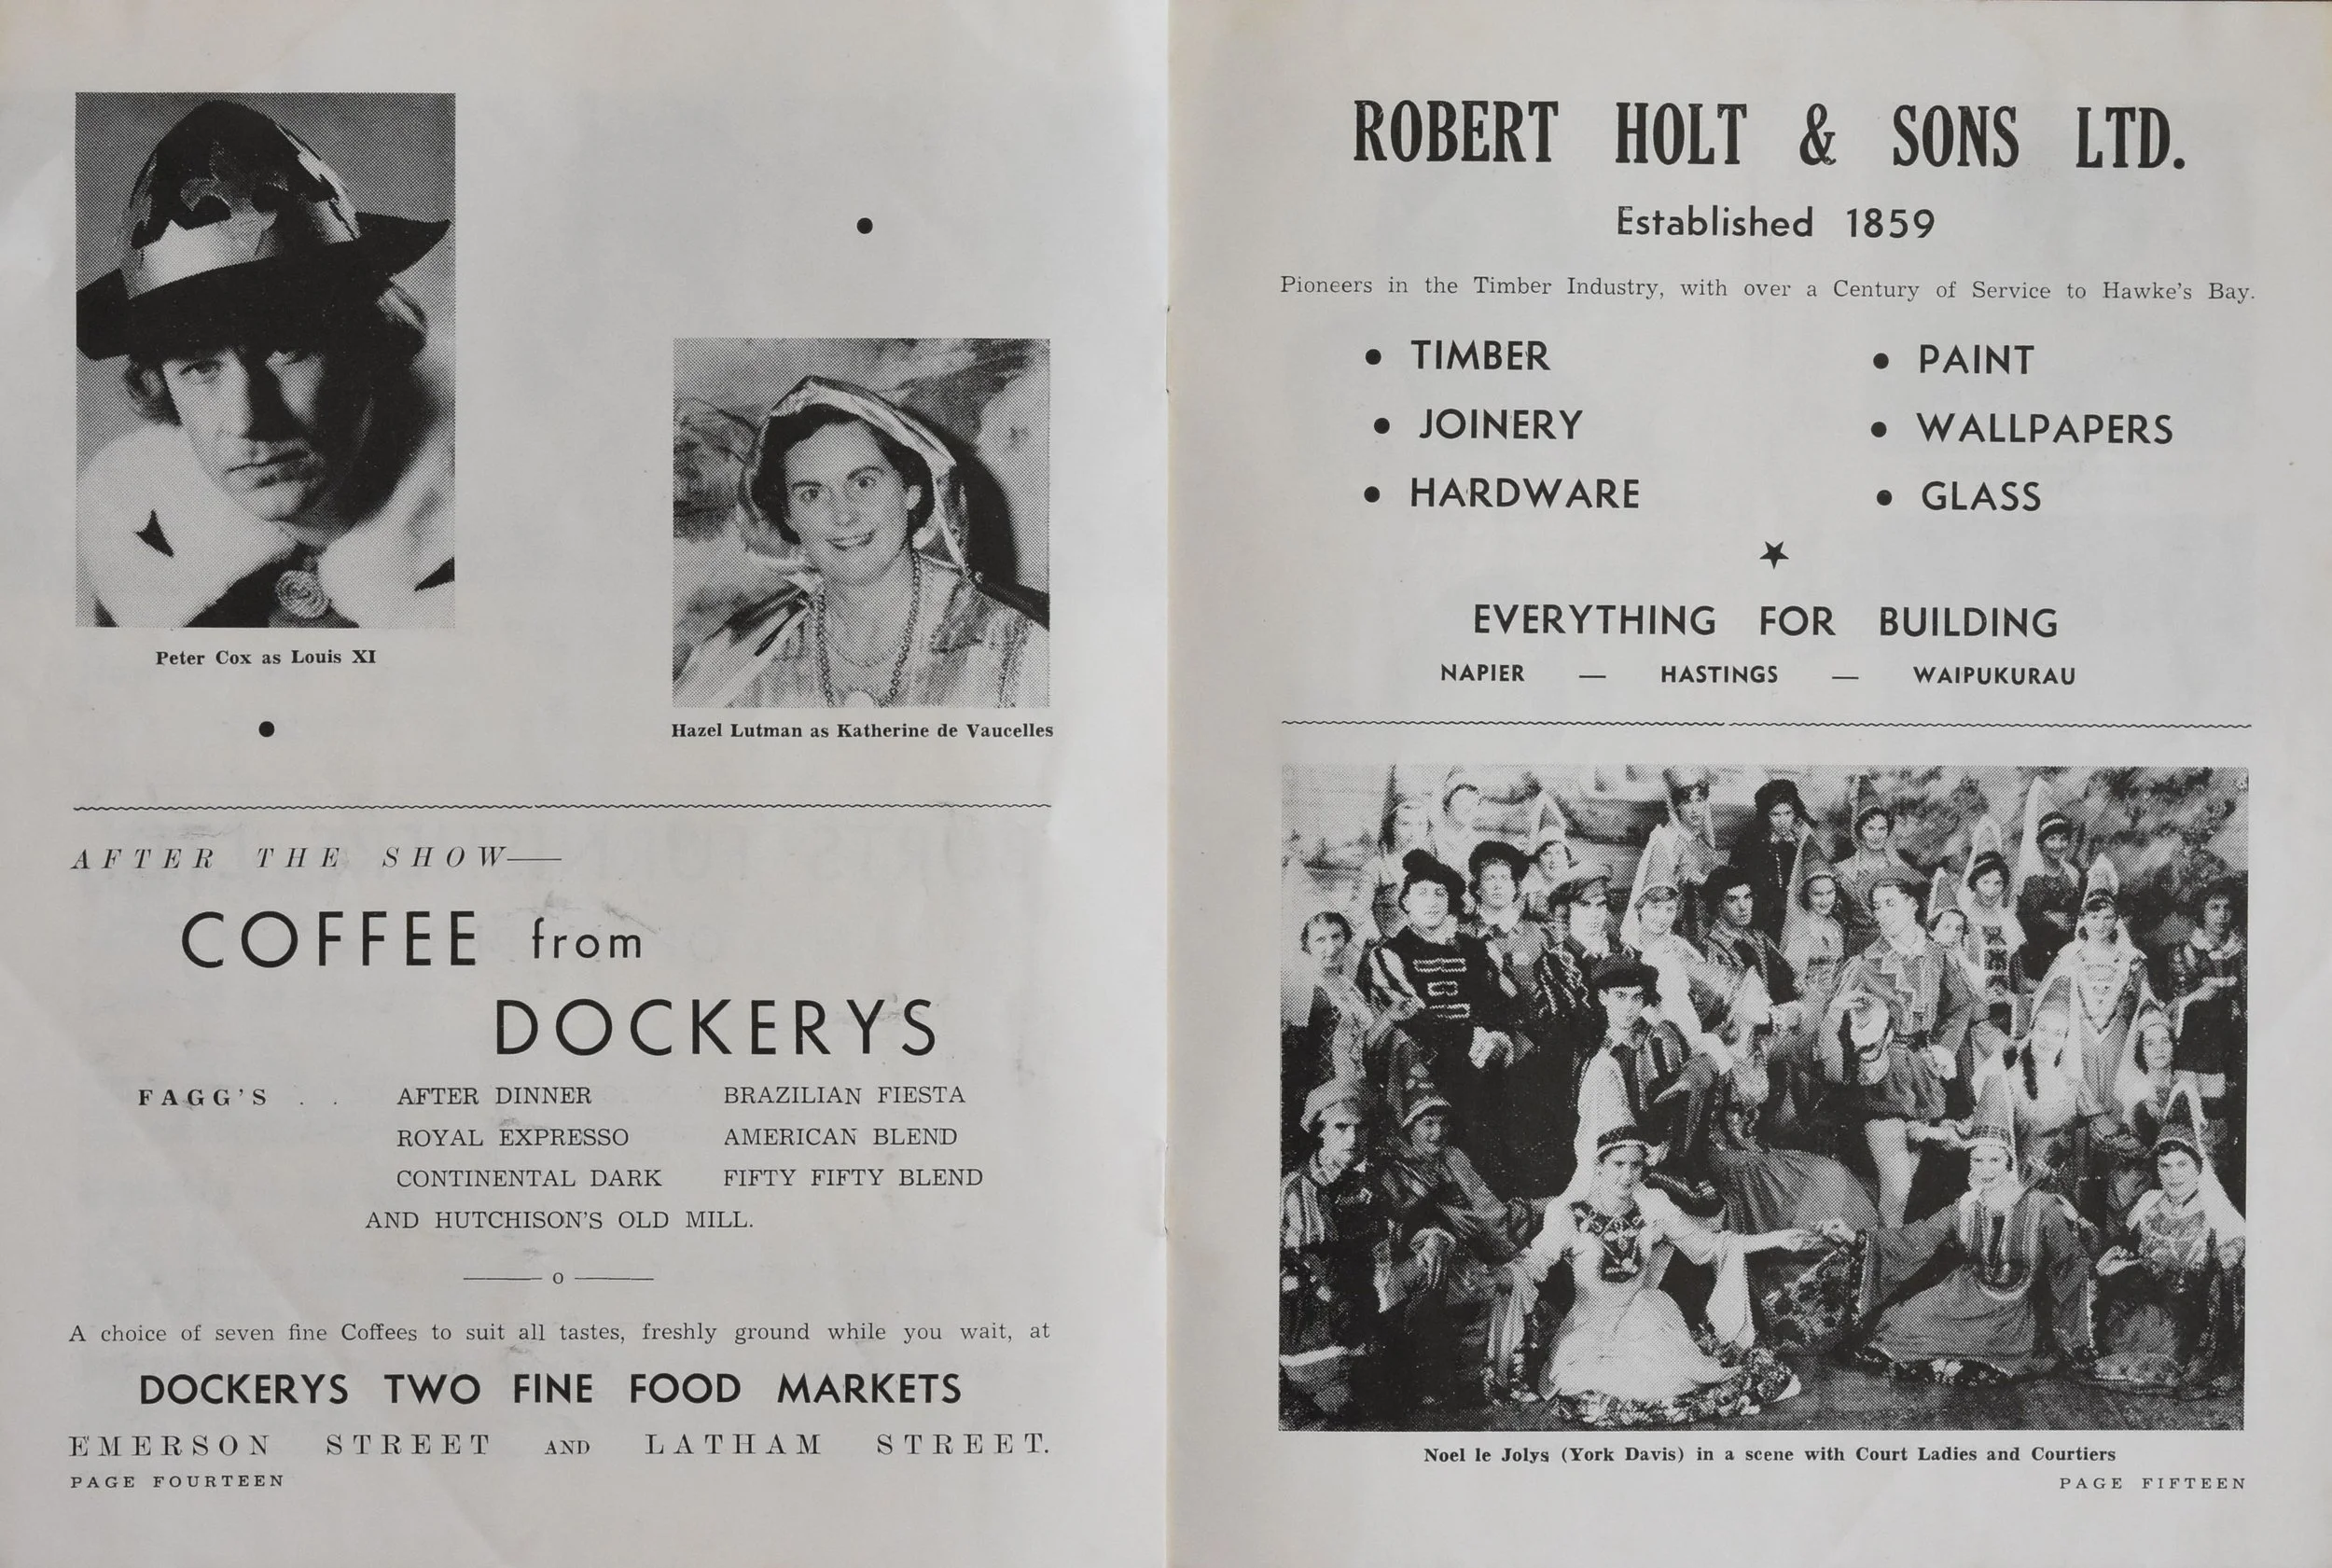 Peter Cox as Louis XI
Hazel Lutman as Katherine de Vaucelles
AFTER THE SHOW—
COFFEE from
DOCKERYS
FAGG'S . . AFTER DINNER BRAZILIAN FIESTA
ROYAL EXPRESSO AMERICAN BLEND
CONTINENTAL DARK FIFTY FIFTY BLEND
AND HUTCHISON'S OLD MILL.
—— o ——
A choice of seven fine Coffees to suit all tastes, freshly ground while you wait, at
DOCKERYS TWO FINE FOOD MARKETS
EMERSON STREET AND LATHAM STREET.
PAGE FOURTEEN
ROBERT HOLT & SONS LTD.
Established 1859
Pioneers in the Timber Industry, with over a Century of Service to Hawke's Bay.
• TIMBER • PAINT
• JOINERY • WALLPAPERS
• HARDWARE • GLASS
★
EVERYTHING FOR BUILDING
NAPIER — HASTINGS — WAIPUKURAU
Noel le Jolys (York Davis) in a scene with Court Ladies and Courtiers
PAGE FIFTEEN